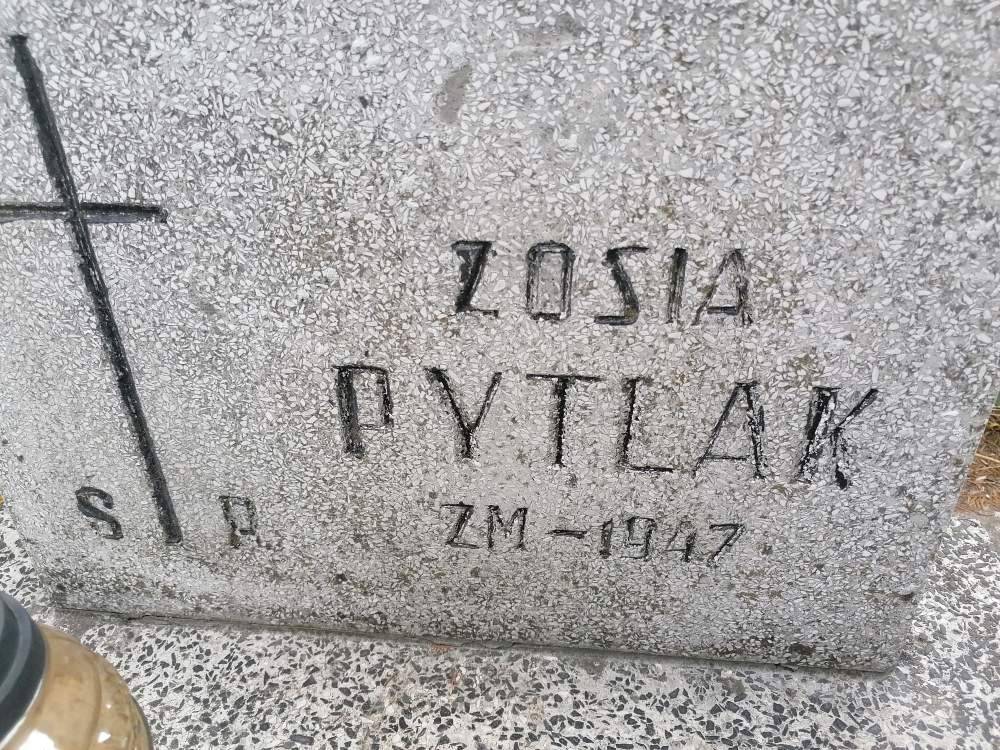 ZOSIA
PYTLAK
S P.
ZM - 1947